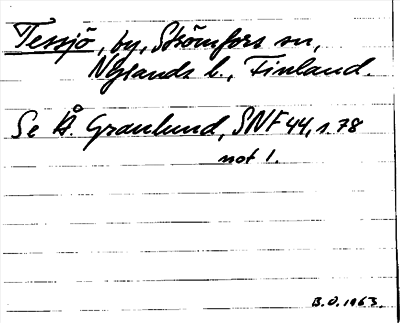 Tessjö, by, Strömfors sn,
Nylands l., Finland.
Se Å. Granlund, SNF 44, s. 78
not 1.
B.O. 1963.